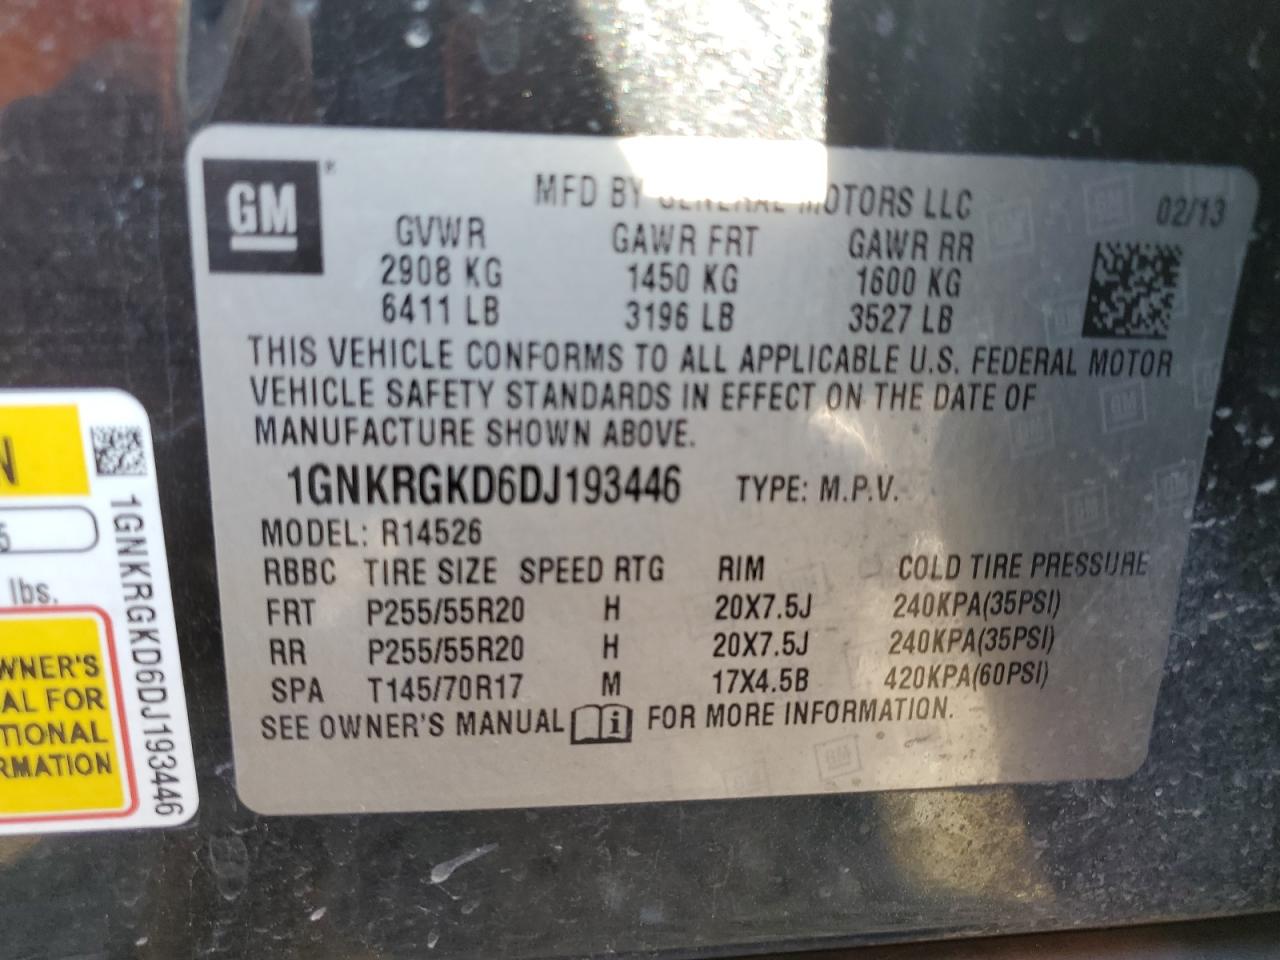 GM
MFD BY GENERAL MOTORS LLC
02/13
GVWR GAWR FRT GAWR RR
2908 KG 1450 KG 1600 KG
6411 LB 3196 LB 3527 LB
THIS VEHICLE CONFORMS TO ALL APPLICABLE U.S. FEDERAL MOTOR
VEHICLE SAFETY STANDARDS IN EFFECT ON THE DATE OF
MANUFACTURE SHOWN ABOVE.
1GNKRGKD6DJ193446 TYPE: M.P.V.
MODEL: R14526
RBBC TIRE SIZE SPEED RTG RIM COLD TIRE PRESSURE
FRT P255/55R20 H 20X7.5J 240KPA(35PSI)
RR P255/55R20 H 20X7.5J 240KPA(35PSI)
SPA T145/70R17 M 17X4.5B 420KPA(60PSI)
SEE OWNER'S MANUAL i FOR MORE INFORMATION.
N
5
lbs.
WNER'S
AL FOR
TIONAL
RMATION
1GNKRGKD6DJ193446